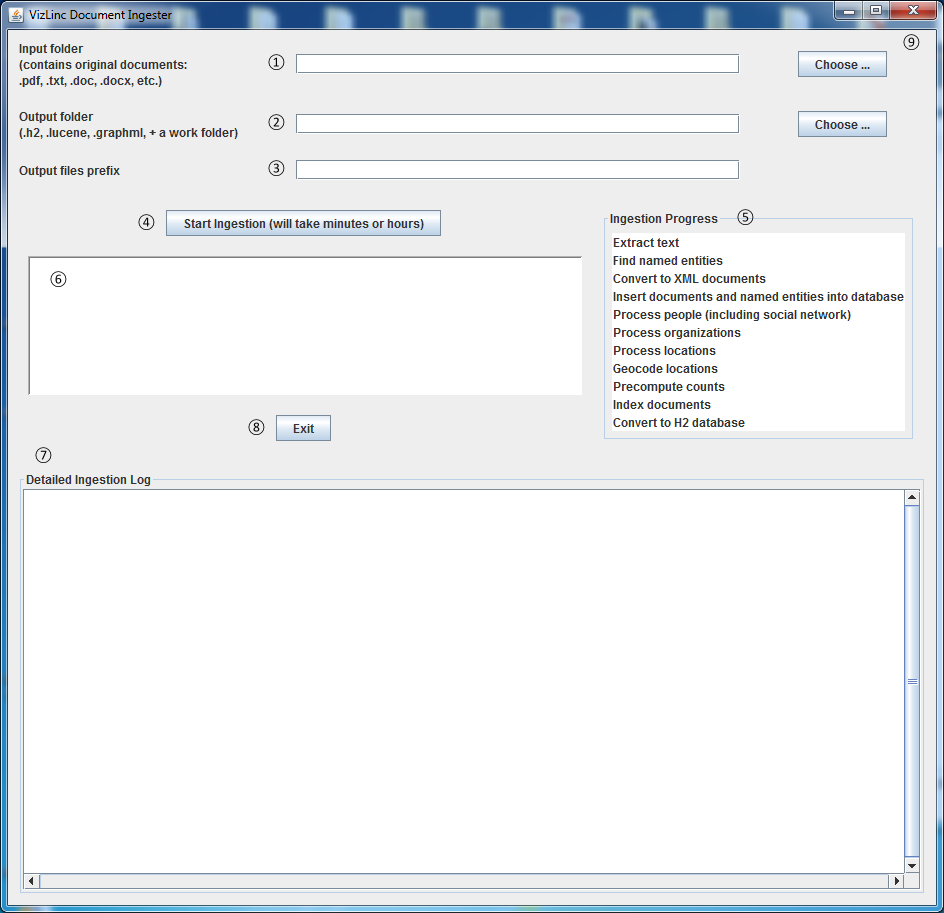 VizLinc Document Ingester
⑨
Input folder
(contains original documents:
.pdf, .txt, .doc, .docx, etc.)
①
Choose ...
Output folder
(.h2, .lucene, .graphml, + a work folder)
②
Choose ...
Output files prefix
③
④
Start Ingestion (will take minutes or hours)
Ingestion Progress ⑤
Extract text
Find named entities
Convert to XML documents
Insert documents and named entities into database
Process people (including social network)
Process organizations
Process locations
Geocode locations
Precompute counts
Index documents
Convert to H2 database
⑥
⑧
Exit
⑦
Detailed Ingestion Log